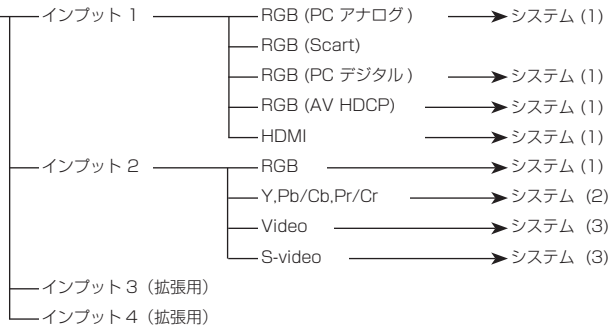 インプット 1 RGB (PC アナログ) システム (1)
RGB (Scart)
RGB (PC デジタル) システム (1)
RGB (AV HDCP) システム (1)
HDMI システム (1)
インプット 2 RGB システム (1)
Y,Pb/Cb,Pr/Cr システム (2)
Video システム (3)
S-video システム (3)
インプット 3（拡張用）
インプット 4（拡張用）